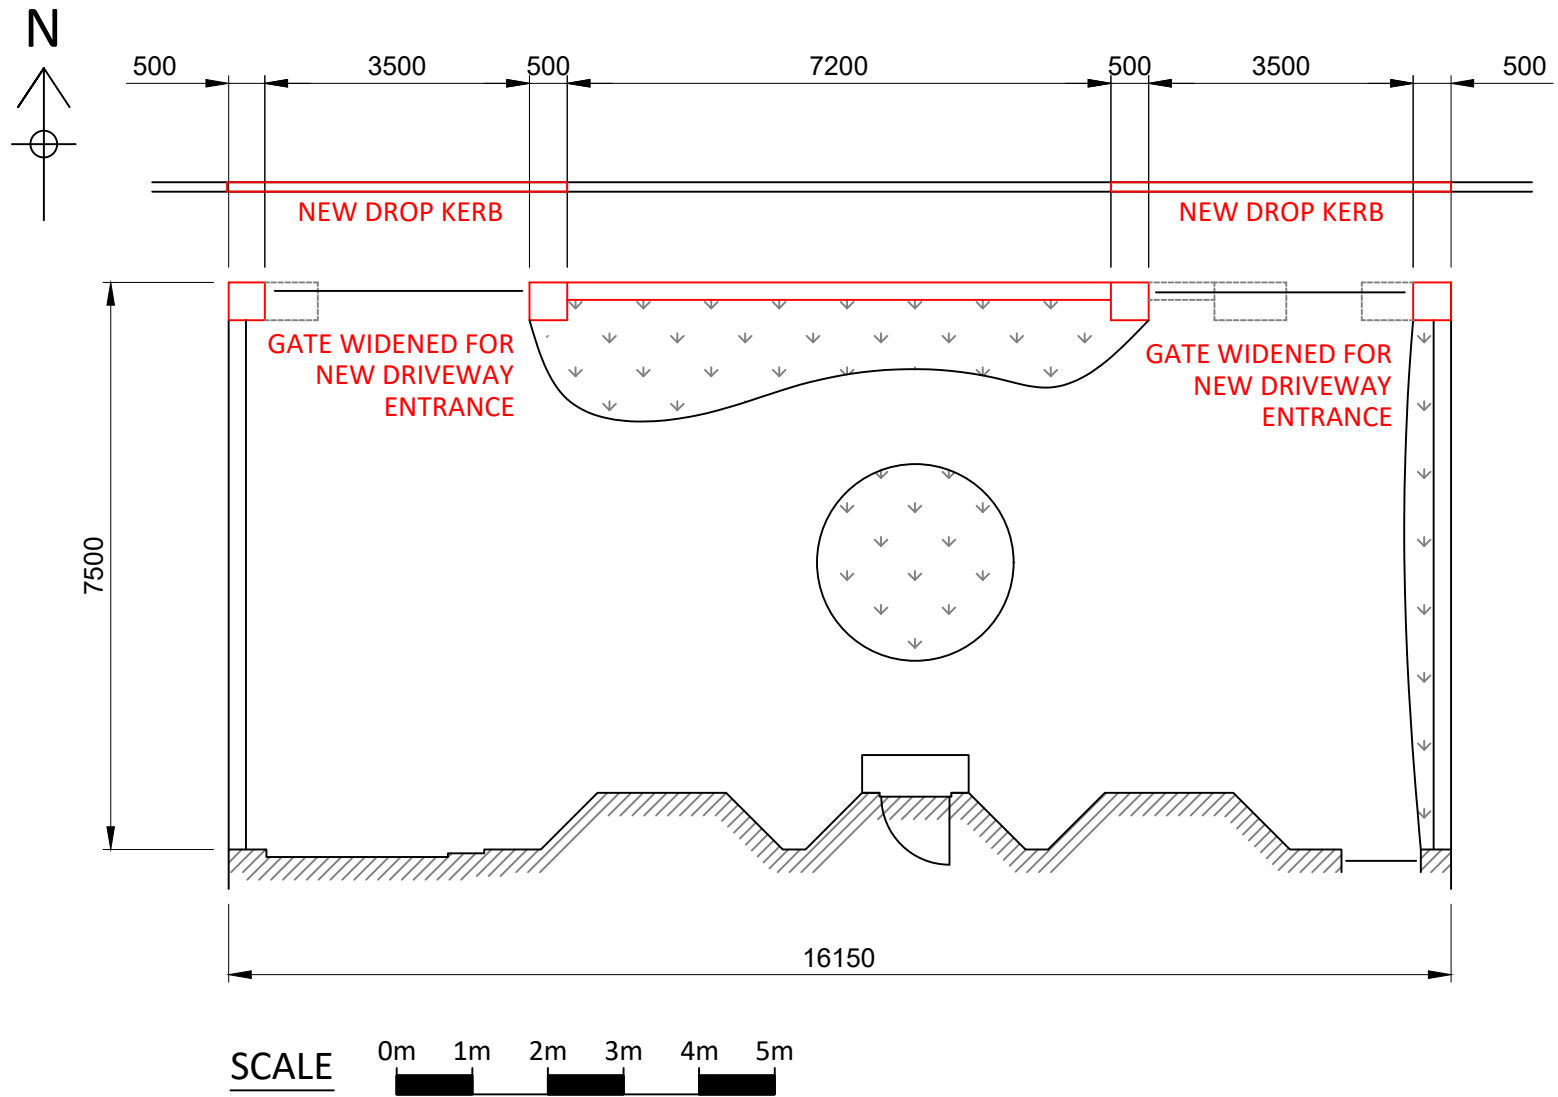 N
500 3500 500 7200 500 3500 500
NEW DROP KERB NEW DROP KERB
GATE WIDENED FOR
NEW DRIVEWAY
ENTRANCE
GATE WIDENED FOR
NEW DRIVEWAY
ENTRANCE
7500
16150
SCALE
0m 1m 2m 3m 4m 5m